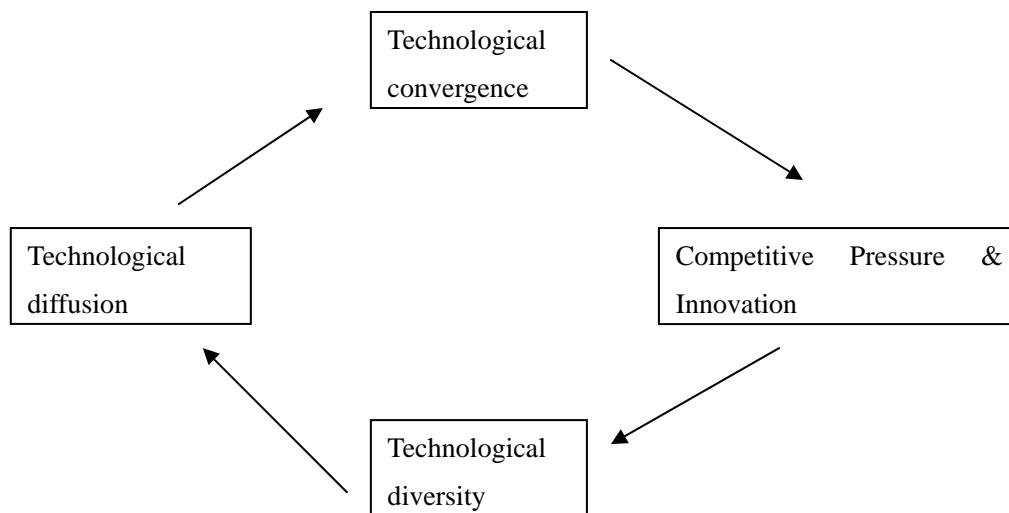 Technological
convergence
Technological
diffusion
Competitive Pressure &
Innovation
Technological
diversity